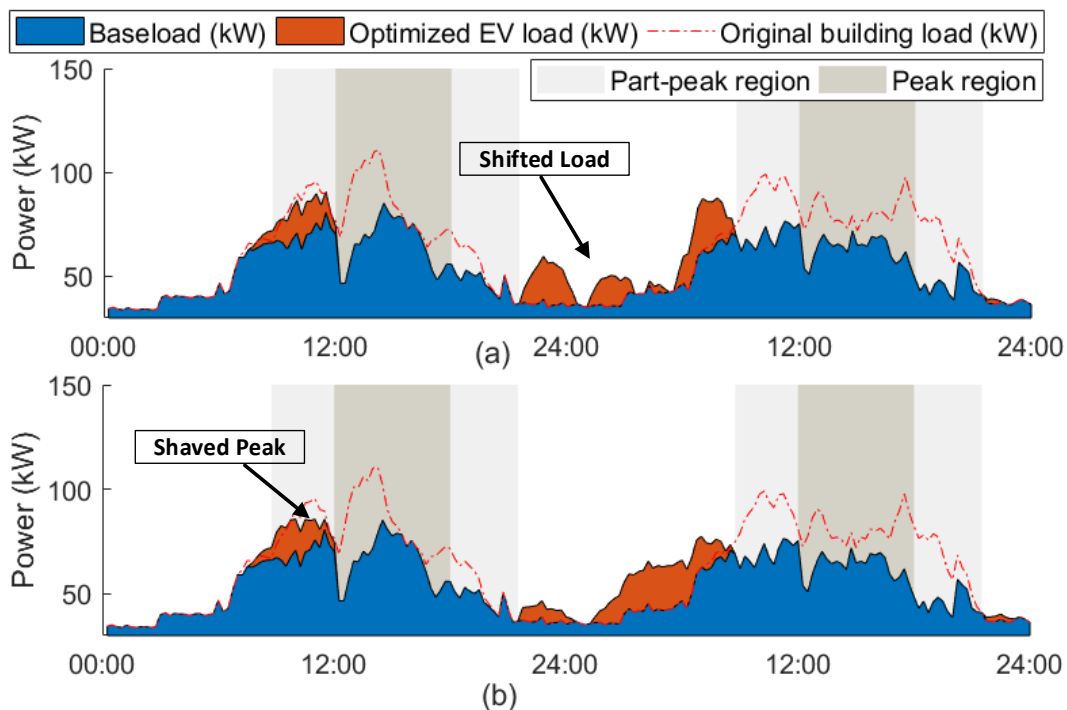 Baseload (kW) Optimized EV load (kW) Original building load (kW)
Part-peak region Peak region
150
100
50
Power (kW)
Shifted Load
00:00 12:00 24:00 12:00 24:00
(a)
150
100
50
Power (kW)
Shaved Peak
00:00 12:00 24:00 12:00 24:00
(b)